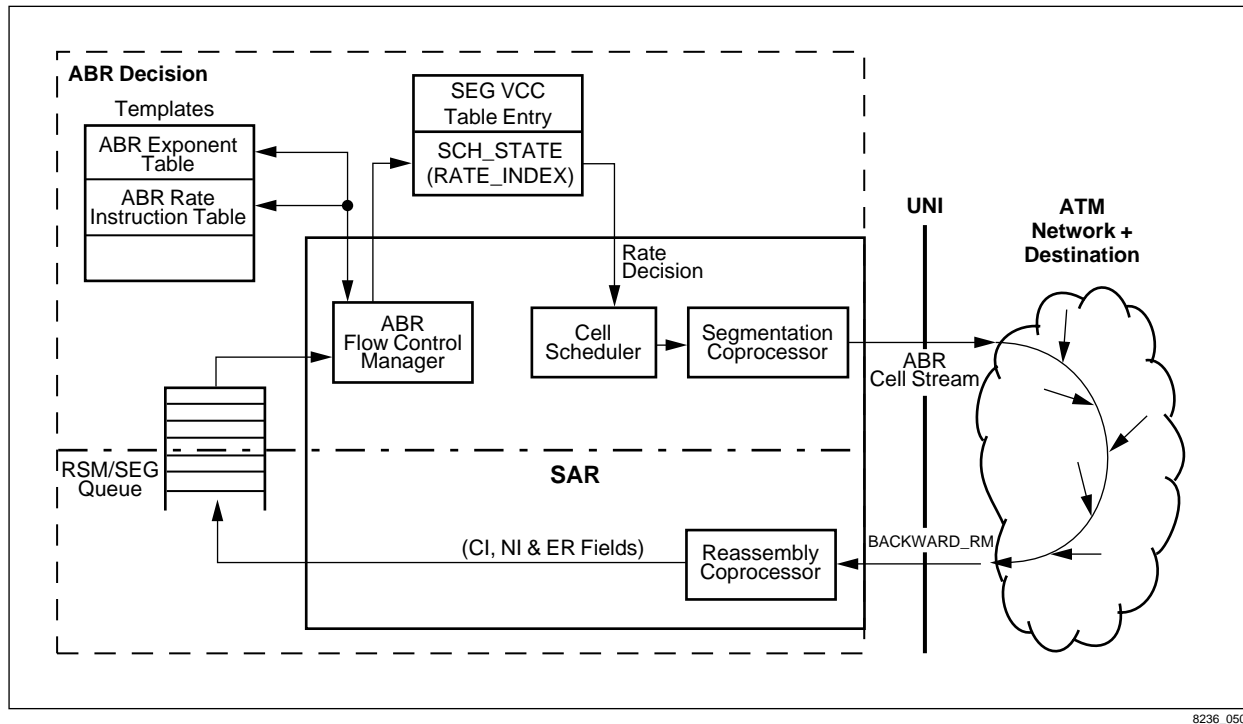 ABR Decision
Templates
ABR Exponent
Table
ABR Rate
Instruction Table
SEG VCC
Table Entry
SCH_STATE
(RATE_INDEX)
UNI
ATM
Network +
Destination
Rate
Decision
ABR
Flow Control
Manager
Cell
Scheduler
Segmentation
Coprocessor
ABR
Cell Stream
RSM/SEG
Queue
SAR
(CI, NI & ER Fields)
Reassembly
Coprocessor
BACKWARD_RM
8236_050